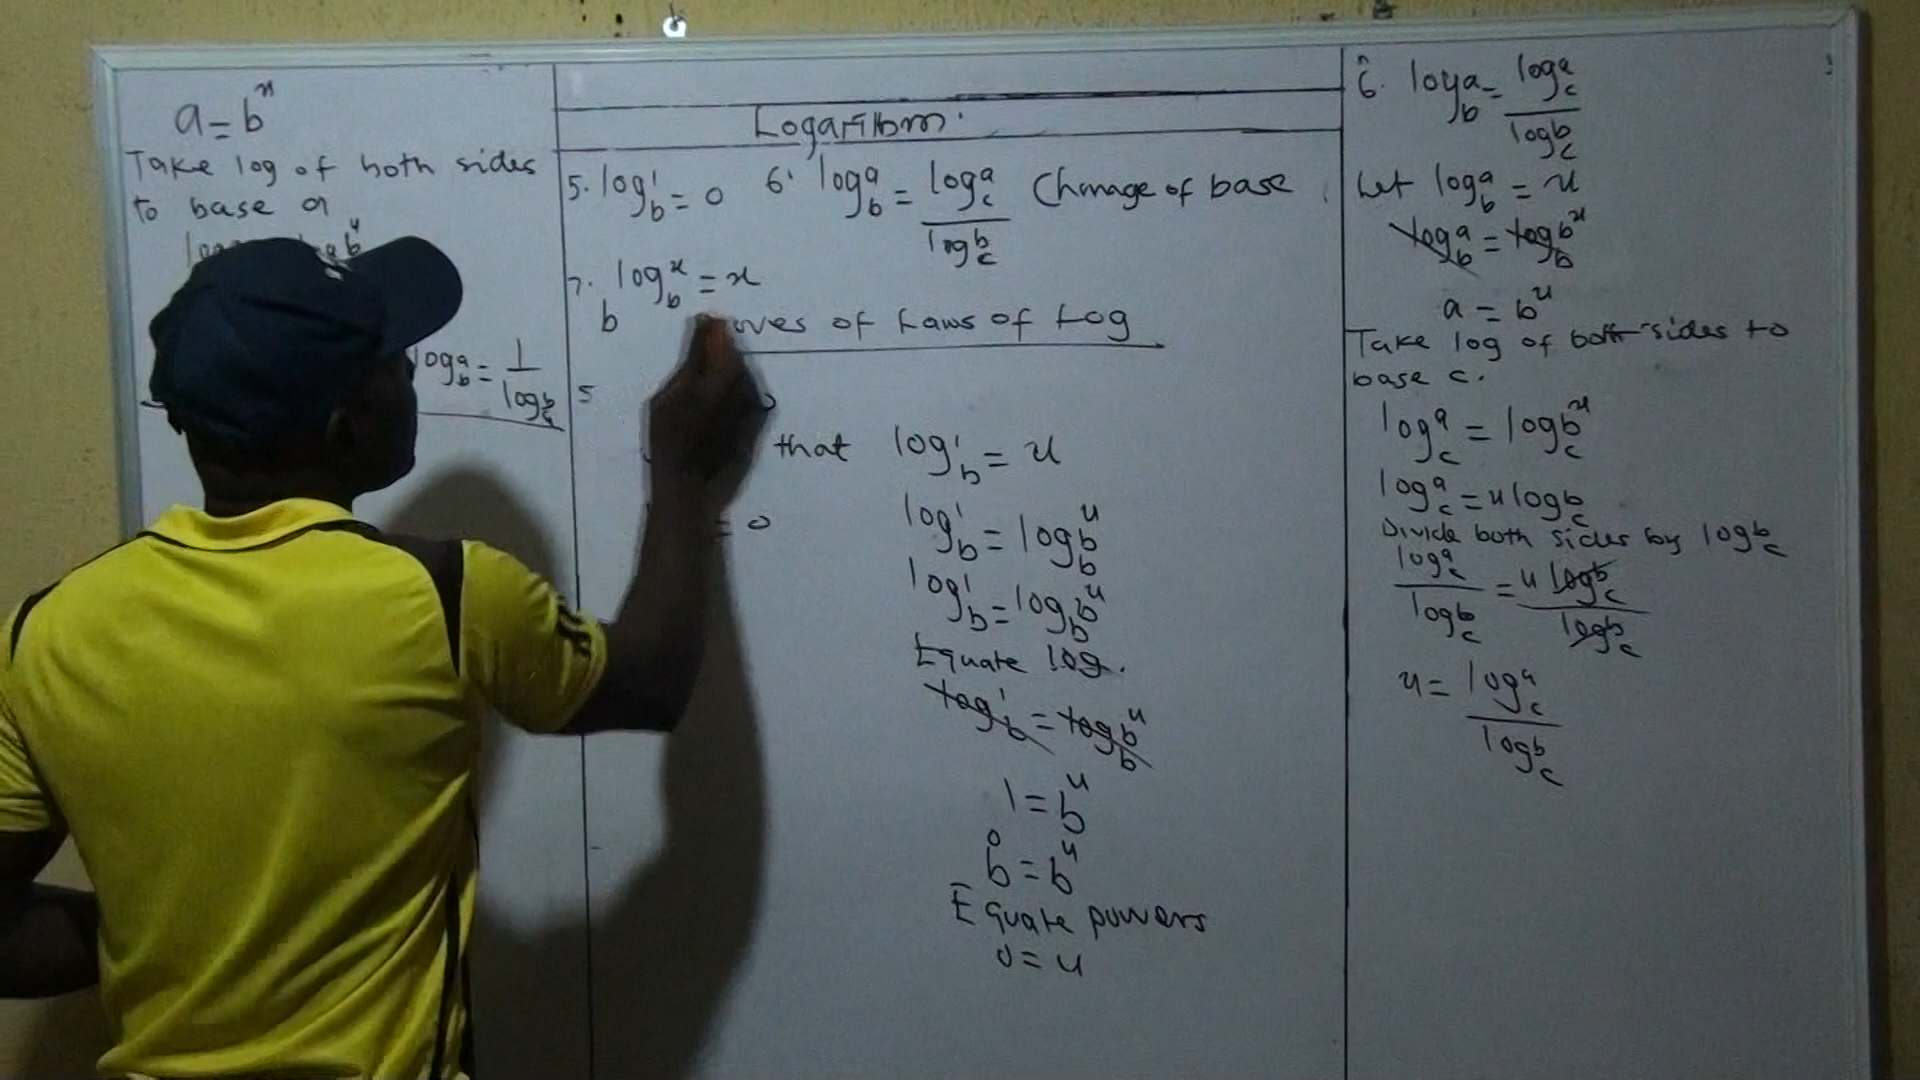 a = b^x
Take log of both sides
to base a
log_b a = 1 / log_a b
Logarithm.
5. log_b 1 = 0 6. log_b a = log_c a / log_c b Change of base
7. b^(log_b x) = x
of Laws of Log
5
that log_b 1 = u
= 0
log_b 1 = log_b b^u
log_b 1 = log_b b^u
Equate log.
log_b 1 = log_b b^u
1 = b^u
b^0 = b^u
Equate powers
0 = u
6. log_b a = log_c a / log_c b
Let log_b a = u
log_b a = log_b b^u
a = b^u
Take log of both sides to
base c.
log_c a = log_c b^u
log_c a = u log_c b
Divide both sides by log_c b
log_c a / log_c b = u log_c b / log_c b
u = log_c a / log_c b